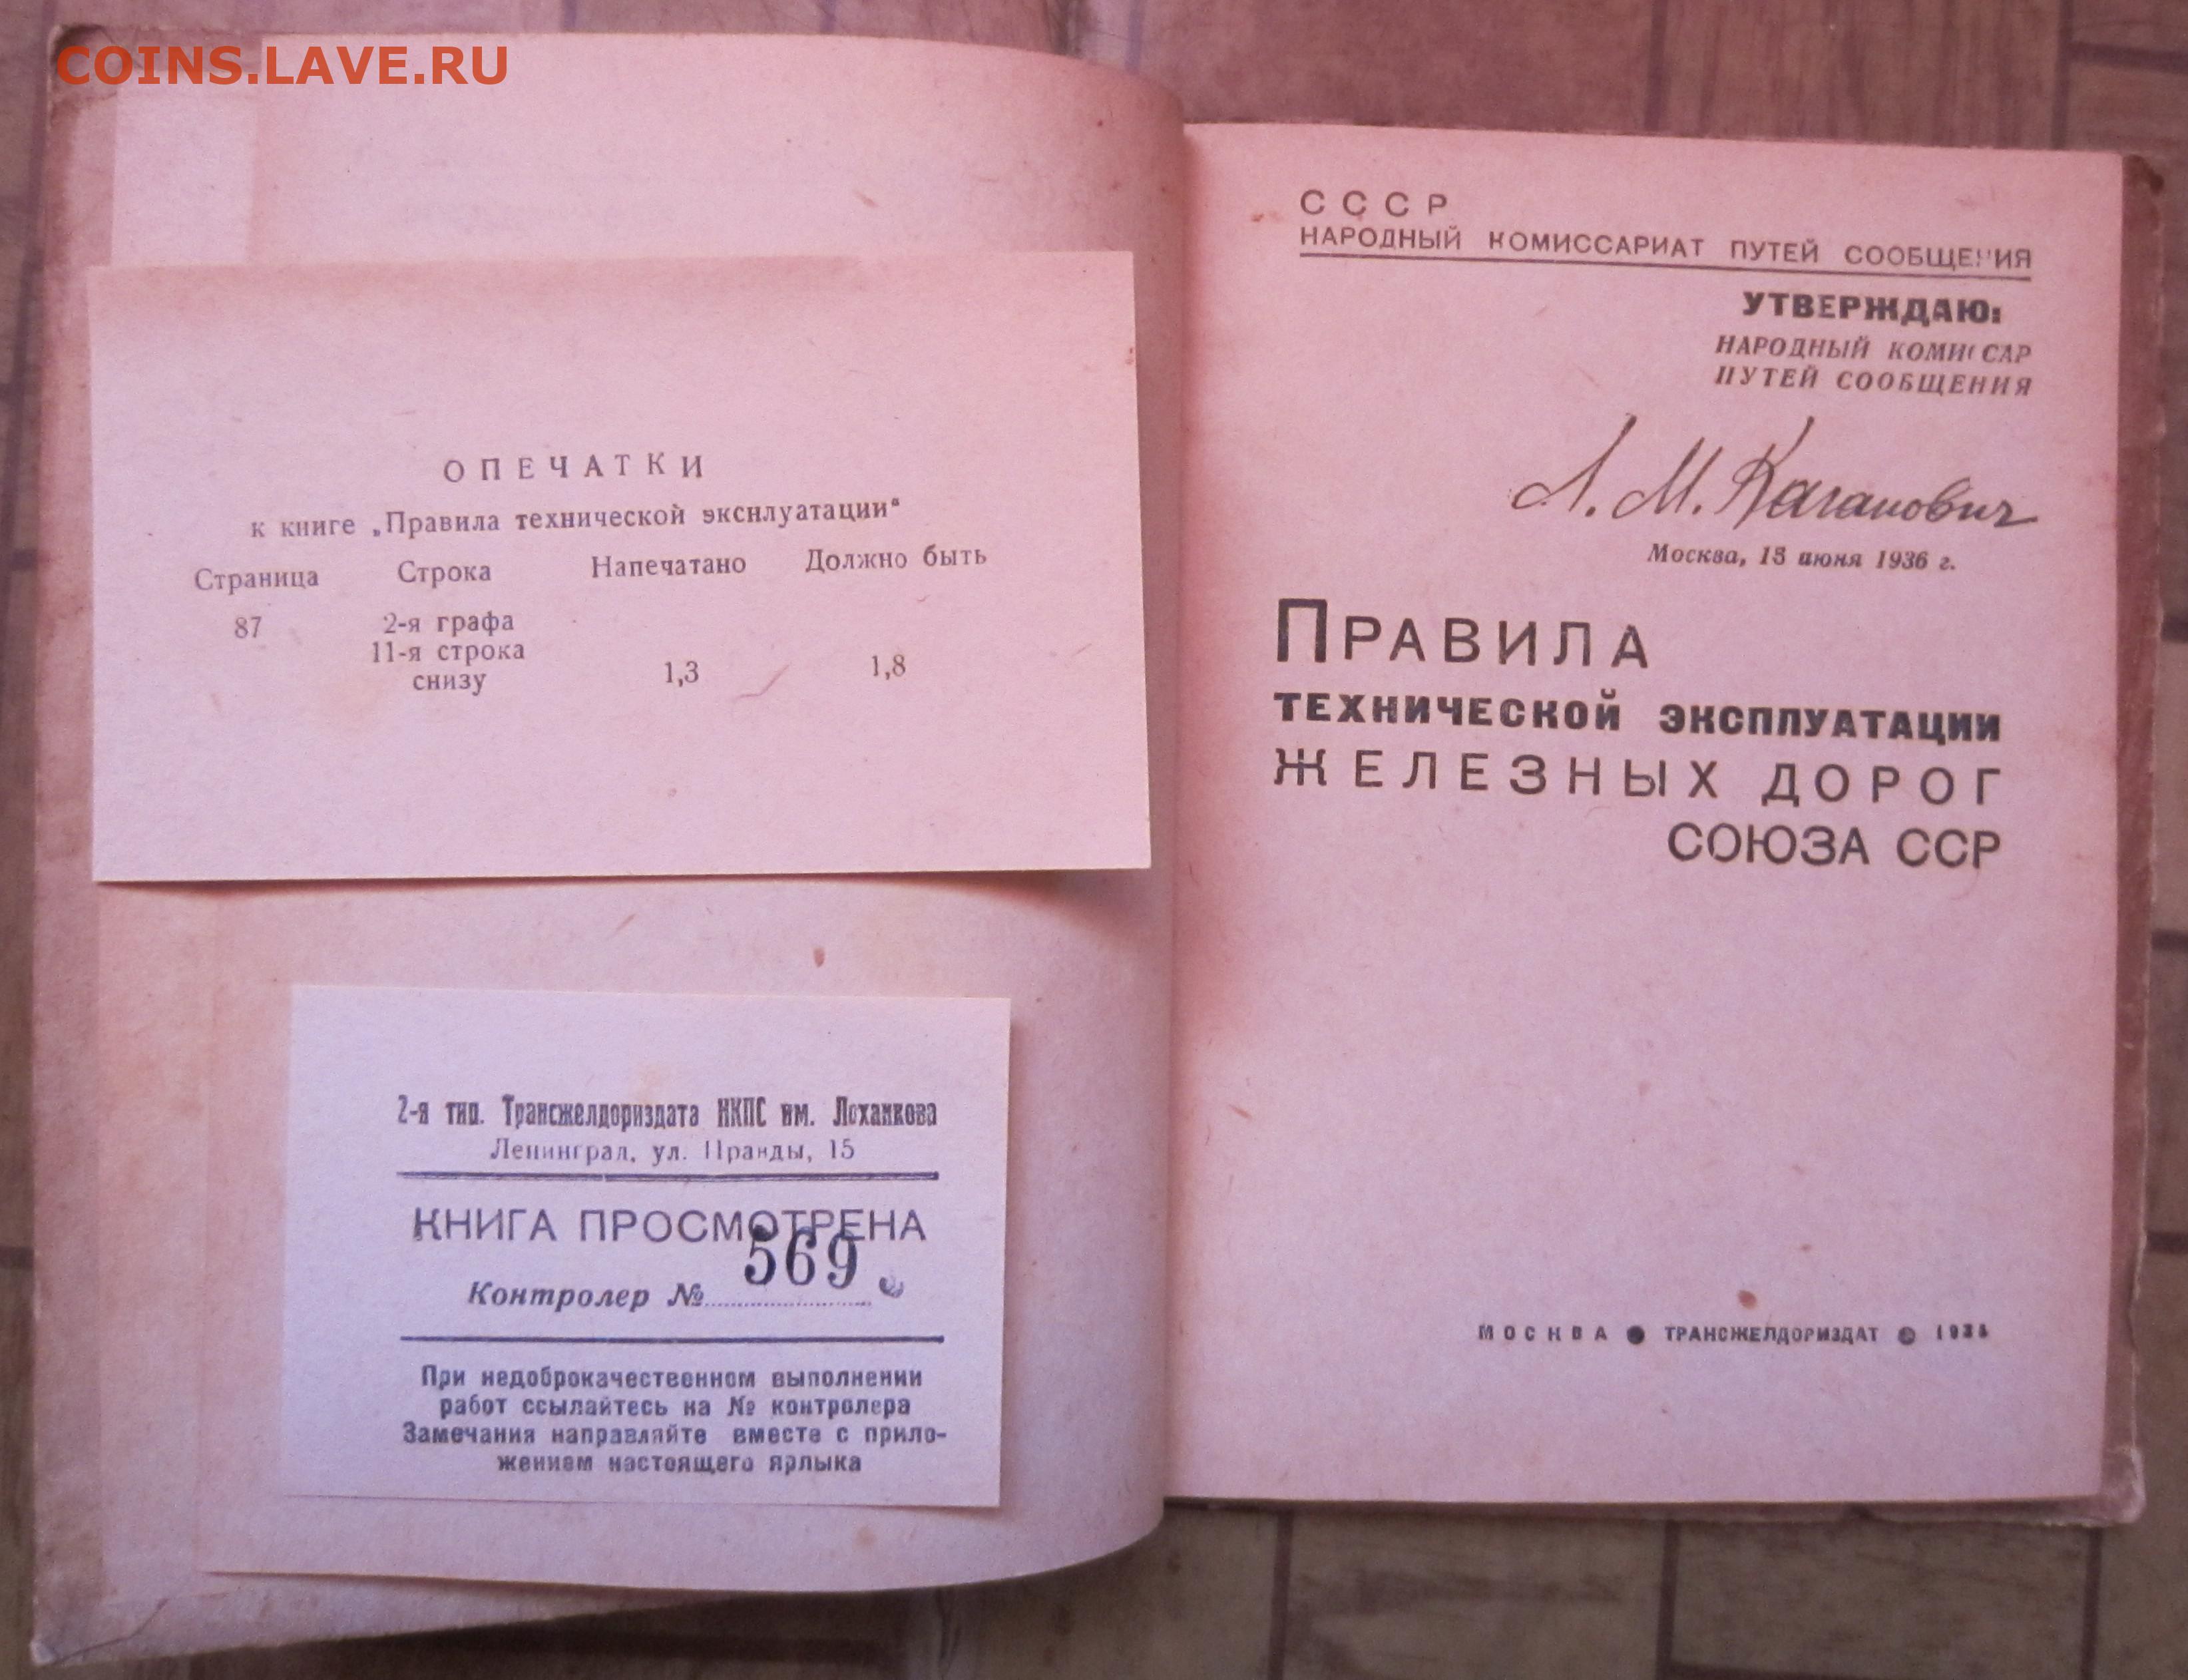 COINS.LAVE.RU
ОПЕЧАТКИ
к книге „Правила технической экснлуатации“
Страница Строка Напечатано Должно быть
87 2-я графа
11-я строка
снизу 1,3 1,8
2-я тип. Трансжелдориздата НКПС им. Лоханкова
Ленинград, ул. Правды, 15
КНИГА ПРОСМОТРЕНА
Контролер № 569
При недоброкачественном выполнении
работ ссылайтесь на № контролера
Замечания направляйте вместе с прило-
жением настоящего ярлыка
СССР
НАРОДНЫЙ КОМИССАРИАТ ПУТЕЙ СООБЩЕНИЯ
УТВЕРЖДАЮ:
НАРОДНЫЙ КОМИССАР
ПУТЕЙ СООБЩЕНИЯ
Л. М. Каганович
Москва, 15 июня 1936 г.
ПРАВИЛА
ТЕХНИЧЕСКОЙ ЭКСПЛУАТАЦИИ
ЖЕЛЕЗНЫХ ДОРОГ
СОЮЗА ССР
МОСКВА ● ТРАНСЖЕЛДОРИЗДАТ ●